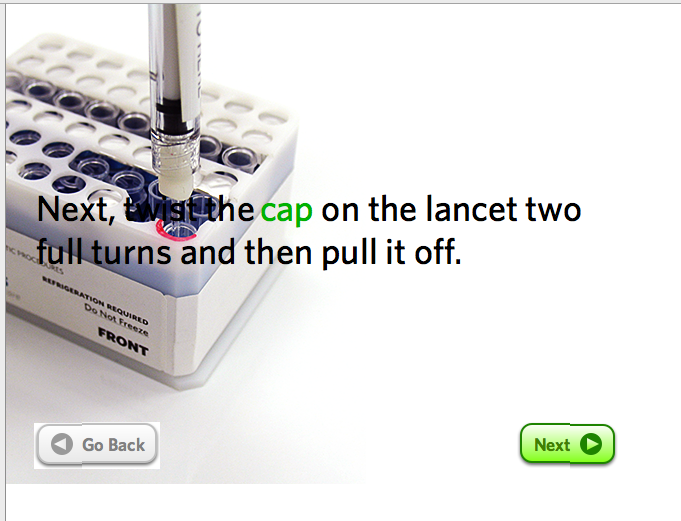 Next, twist the cap on the lancet two
full turns and then pull it off.
PROCEDURES
REFRIGERATION REQUIRED
Do Not Freeze
FRONT
Go Back
Next